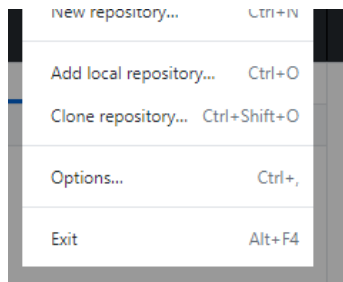 New repository... Ctrl+N
Add local repository... Ctrl+O
Clone repository... Ctrl+Shift+O
Options... Ctrl+,
Exit Alt+F4